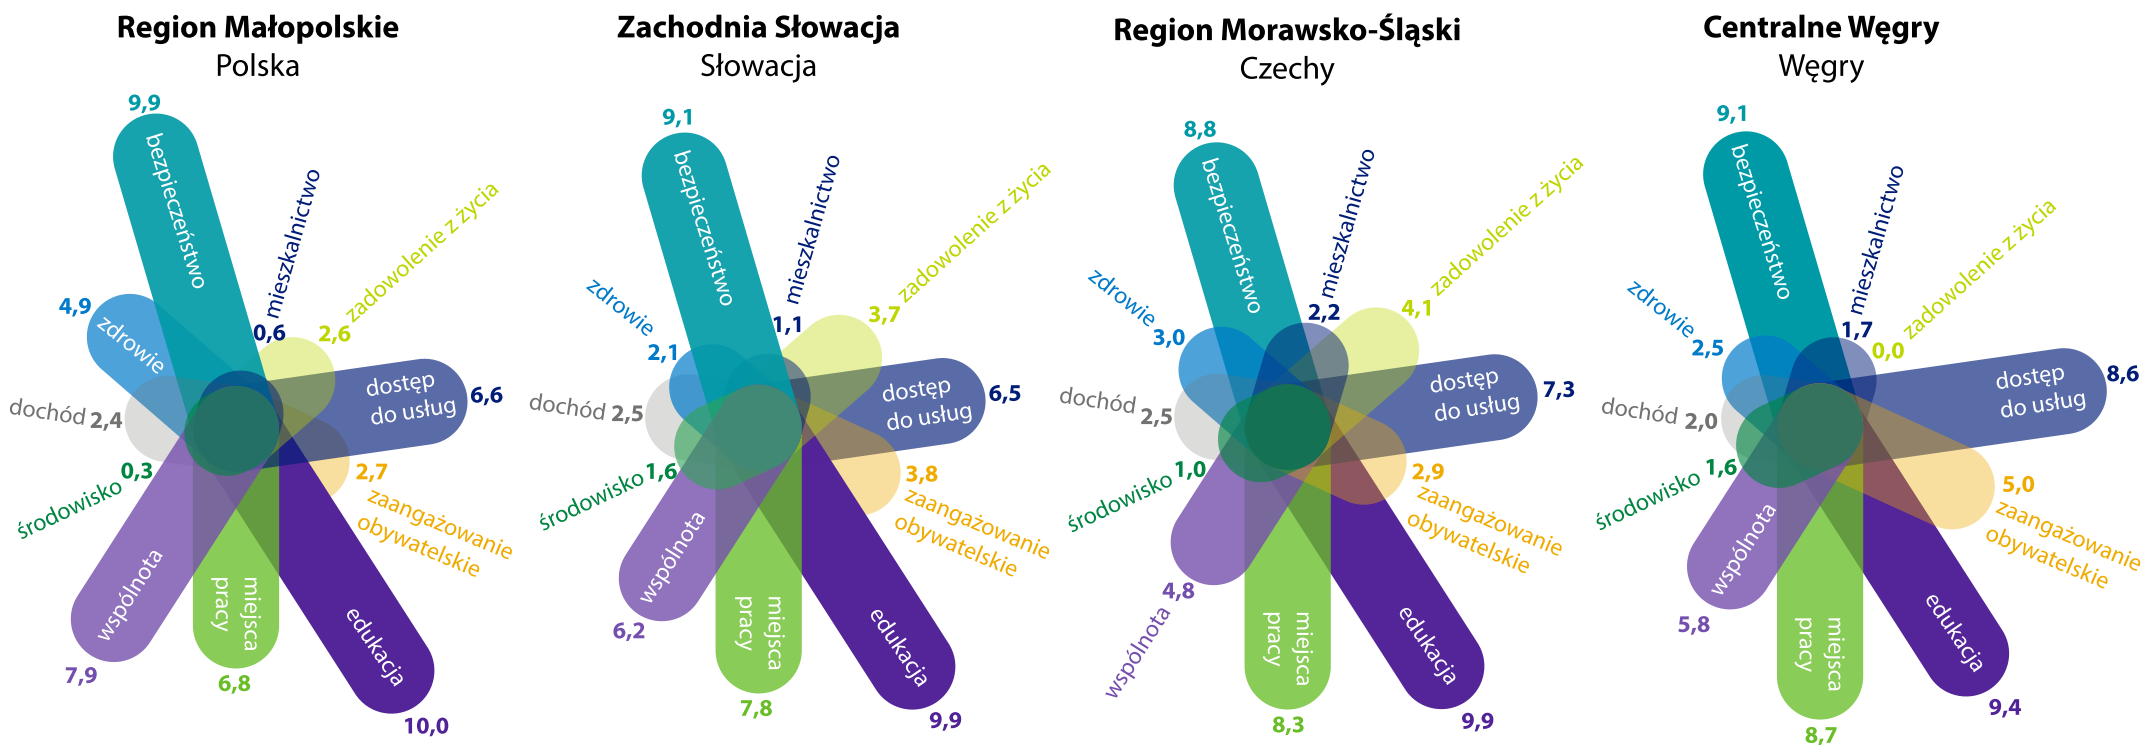 Region Małopolskie
Polska
9,9
bezpieczeństwo
mieszkalnictwo
0,6
zadowolenie z życia
2,6
4,9
zdrowie
dostęp
do usług
6,6
dochód 2,4
środowisko
0,3
2,7
zaangażowanie
obywatelskie
wspólnota
7,9
miejsca
pracy
6,8
edukacja
10,0
Zachodnia Słowacja
Słowacja
9,1
bezpieczeństwo
mieszkalnictwo
1,1
zadowolenie z życia
3,7
zdrowie
2,1
dostęp
do usług
6,5
dochód 2,5
środowisko
1,6
3,8
zaangażowanie
obywatelskie
wspólnota
6,2
miejsca
pracy
7,8
edukacja
9,9
Region Morawsko-Śląski
Czechy
8,8
bezpieczeństwo
mieszkalnictwo
2,2
zadowolenie z życia
4,1
zdrowie
3,0
dostęp
do usług
7,3
dochód 2,5
środowisko
1,0
2,9
zaangażowanie
obywatelskie
4,8
wspólnota
miejsca
pracy
8,3
edukacja
9,9
Centralne Węgry
Węgry
9,1
bezpieczeństwo
mieszkalnictwo
1,7
zadowolenie z życia
0,0
zdrowie
2,5
dostęp
do usług
8,6
dochód 2,0
środowisko
1,6
5,0
zaangażowanie
obywatelskie
wspólnota
5,8
miejsca
pracy
8,7
edukacja
9,4